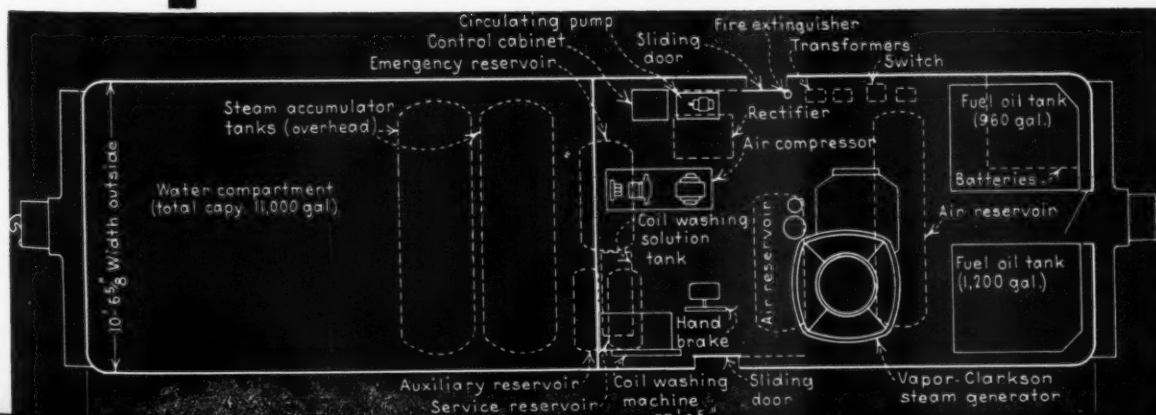 Circulating pump
Control cabinet
Emergency reservoir
Sliding
door
Fire extinguisher
Transformers
Switch
Steam accumulator
tanks (overhead)
Rectifier
Air compressor
Fuel oil tank
(960 gal.)
Batteries
Air reservoir
Water compartment
(total capy. 11,000 gal.)
10'-6 5/8" Width outside
Coil washing
solution
tank
Air reservoir
Fuel oil tank
(1,200 gal.)
Hand
brake
Auxiliary reservoir
Service reservoir
Coil washing
machine
Sliding
door
Vapor-Clarkson
steam generator